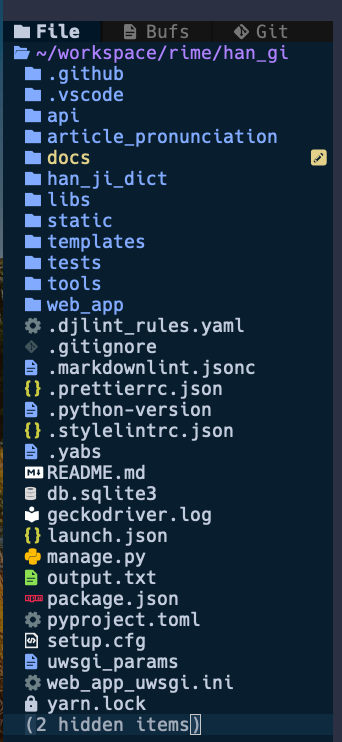 File Bufs Git
~/workspace/rime/han_gi
.github
.vscode
api
article_pronunciation
docs
han_ji_dict
libs
static
templates
tests
tools
web_app
.djlint_rules.yaml
.gitignore
.markdownlint.jsonc
{} .prettierrc.json
.python-version
{} .stylelintrc.json
.yabs
M↓ README.md
db.sqlite3
geckodriver.log
{} launch.json
manage.py
output.txt
npm package.json
pyproject.toml
setup.cfg
uwsgi_params
web_app_uwsgi.ini
yarn.lock
(2 hidden items)